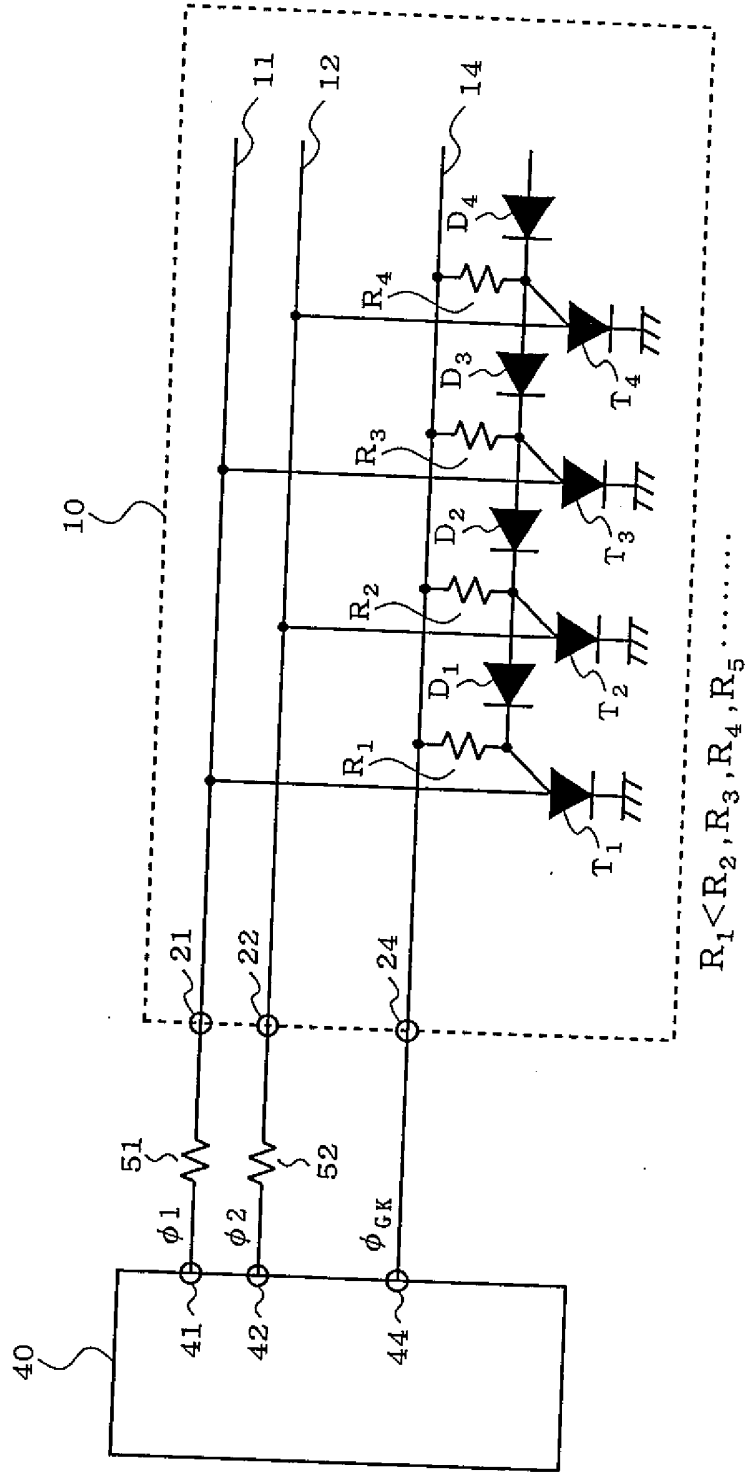 10
11
12
14
40
41
42
44
φ1
φ2
φGK
51
52
21
22
24
R1
R2
R3
R4
D1
D2
D3
D4
T1
T2
T3
T4
R1<R2,R3,R4,R5.........